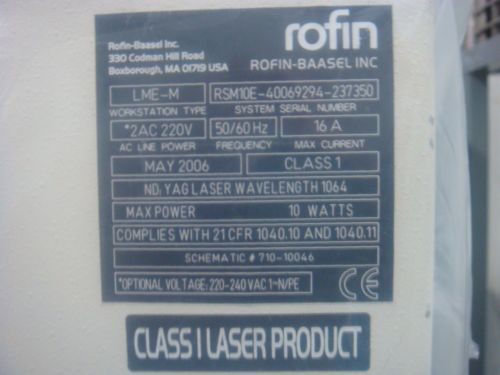 Rofin-Baasel Inc.
330 Codman Hill Road
Boxborough, MA 01719 USA
rofin
ROFIN-BAASEL INC
LME-M RSM10E-40069294-237350
WORKSTATION TYPE SYSTEM SERIAL NUMBER
*2AC 220V 50/60 Hz 16 A
AC LINE POWER FREQUENCY MAX CURRENT
MAY 2006 CLASS 1
ND:YAG LASER WAVELENGTH 1064
MAX POWER 10 WATTS
COMPLIES WITH 21 CFR 1040.10 AND 1040.11
SCHEMATIC # 710-10046
*OPTIONAL VOLTAGE: 220-240 VAC 1~N/PE
CE
CLASS I LASER PRODUCT